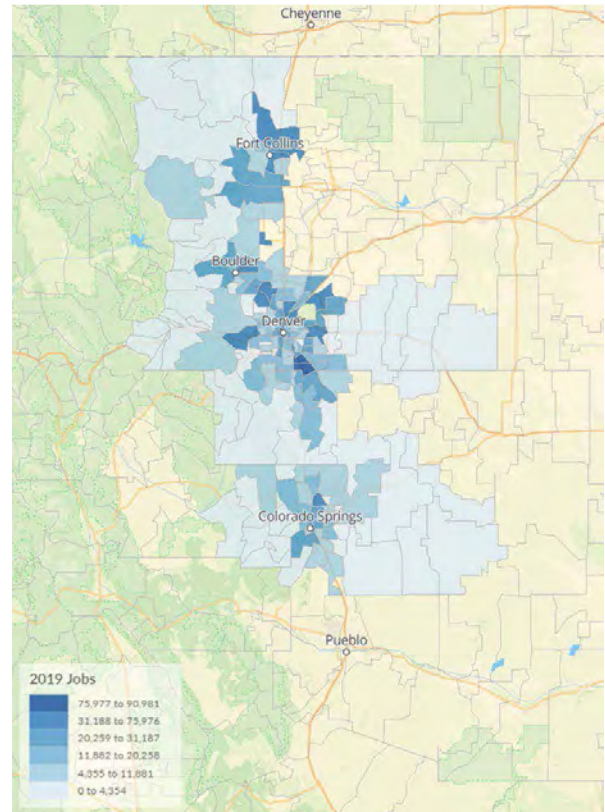 Cheyenne
Fort Collins
Boulder
Denver
Colorado Springs
Pueblo
2019 Jobs
75,977 to 90,981
31,188 to 75,976
20,259 to 31,187
11,882 to 20,258
4,355 to 11,881
0 to 4,354